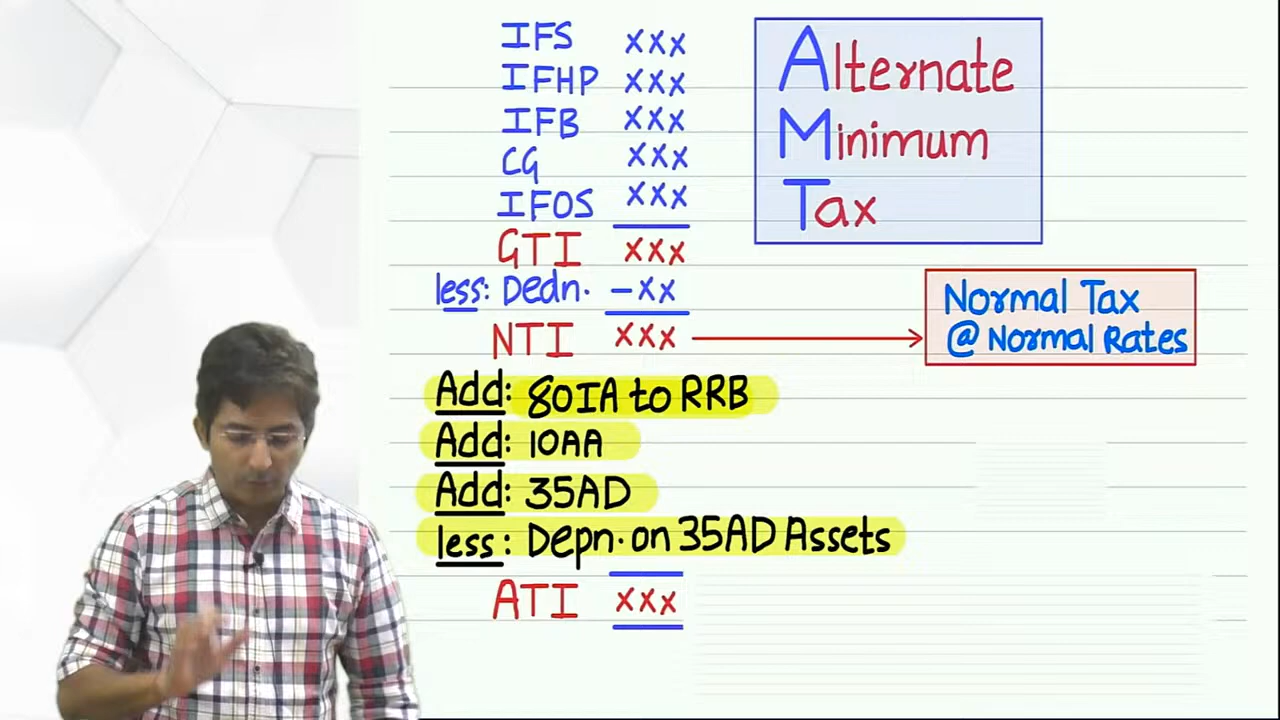 IFS xxx
IFHP xxx
IFB xxx
CG xxx
IFOS xxx
GTI xxx
less: Dedn. -xx
NTI xxx
Add: 80IA to RRB
Add: 10AA
Add: 35AD
less: Depn. on 35AD Assets
ATI xxx
Alternate
Minimum
Tax
Normal Tax
@ Normal Rates